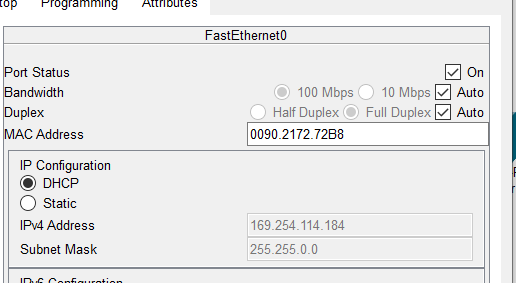 Programming Attributes
FastEthernet0
Port Status On
Bandwidth 100 Mbps 10 Mbps Auto
Duplex Half Duplex Full Duplex Auto
MAC Address 0090.2172.72B8
IP Configuration
DHCP
Static
IPv4 Address 169.254.114.184
Subnet Mask 255.255.0.0
IPv6 Configuration